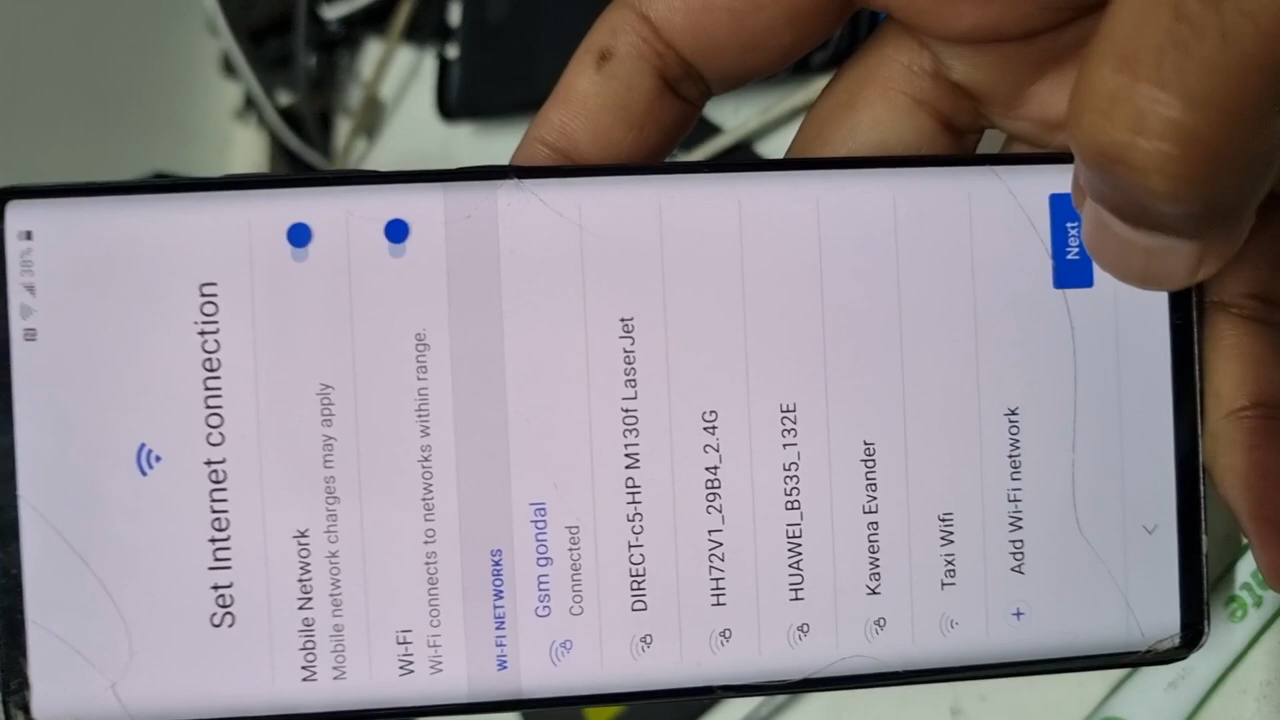 38%
Set Internet connection
Mobile Network
Mobile network charges may apply
Wi-Fi
Wi-Fi connects to networks within range.
WI-FI NETWORKS
Gsm gondal
Connected
DIRECT-c5-HP M130f LaserJet
HH72V1_29B4_2.4G
HUAWEI_B535_132E
Kawena Evander
Taxi Wifi
+ Add Wi-Fi network
Next